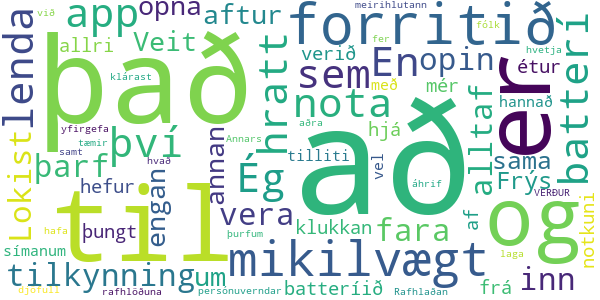 það
að
til
er
og
forritið
mikilvægt
app
opna
aftur
sem
En
opin
hratt
nota
því
Ég
lenda
Lokist
batterí
alltaf
étur
hannað
sama
Frýs
inn
notkuni
frá
af
fara
vera
annan
engan
þarf
hefur
þungt
símanum
tilkynning
um
batteríið
klukkan
tilliti
hjá
mér
með
verið
Veit
allri
við
klárast
yfirgefa
tæmir
samt
hvað
hafa
djöfull
rafhlöðuna
persónuverndar
þurfum
Annars
aðra
vel
áhrif
meirihlutann
fer
fólk
hvetja
VERÐUR
laga
Rafhlaðan